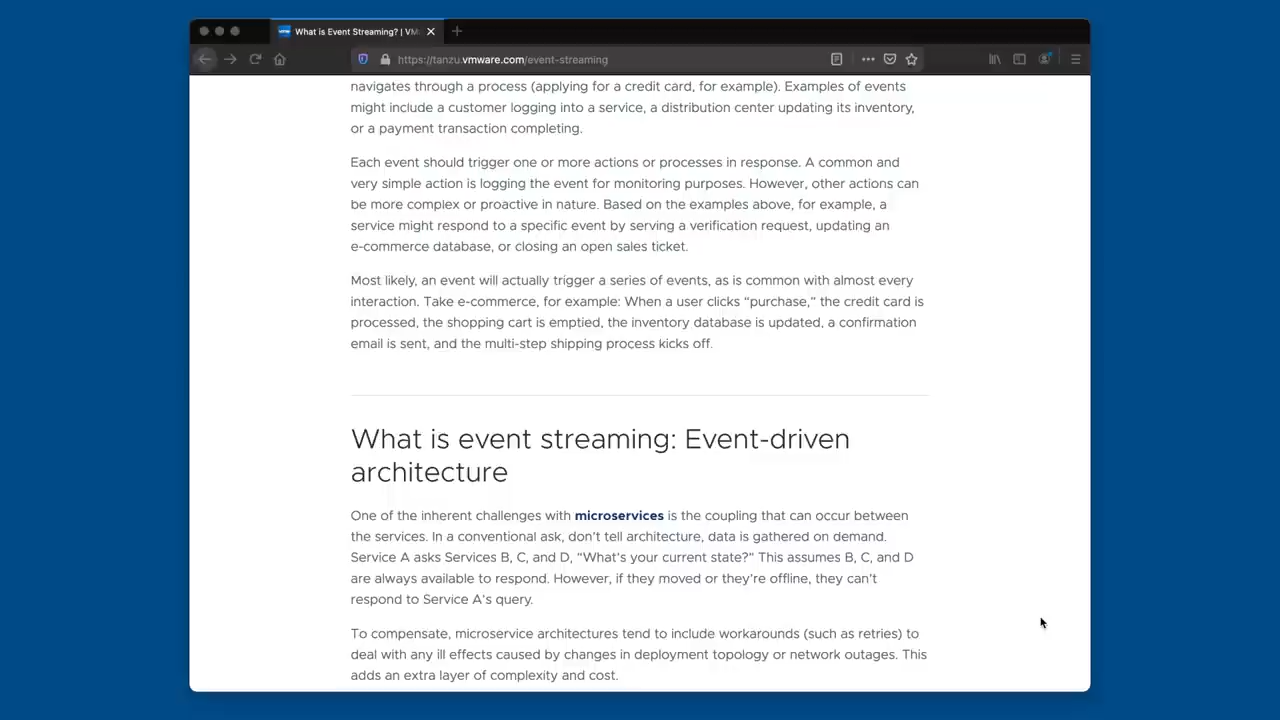 What is Event Streaming? | VM
https://tanzu.vmware.com/event-streaming
navigates through a process (applying for a credit card, for example). Examples of events
might include a customer logging into a service, a distribution center updating its inventory,
or a payment transaction completing.
Each event should trigger one or more actions or processes in response. A common and
very simple action is logging the event for monitoring purposes. However, other actions can
be more complex or proactive in nature. Based on the examples above, for example, a
service might respond to a specific event by serving a verification request, updating an
e-commerce database, or closing an open sales ticket.
Most likely, an event will actually trigger a series of events, as is common with almost every
interaction. Take e-commerce, for example: When a user clicks “purchase,” the credit card is
processed, the shopping cart is emptied, the inventory database is updated, a confirmation
email is sent, and the multi-step shipping process kicks off.
What is event streaming: Event-driven
architecture
One of the inherent challenges with microservices is the coupling that can occur between
the services. In a conventional ask, don’t tell architecture, data is gathered on demand.
Service A asks Services B, C, and D, “What’s your current state?” This assumes B, C, and D
are always available to respond. However, if they moved or they’re offline, they can’t
respond to Service A’s query.
To compensate, microservice architectures tend to include workarounds (such as retries) to
deal with any ill effects caused by changes in deployment topology or network outages. This
adds an extra layer of complexity and cost.